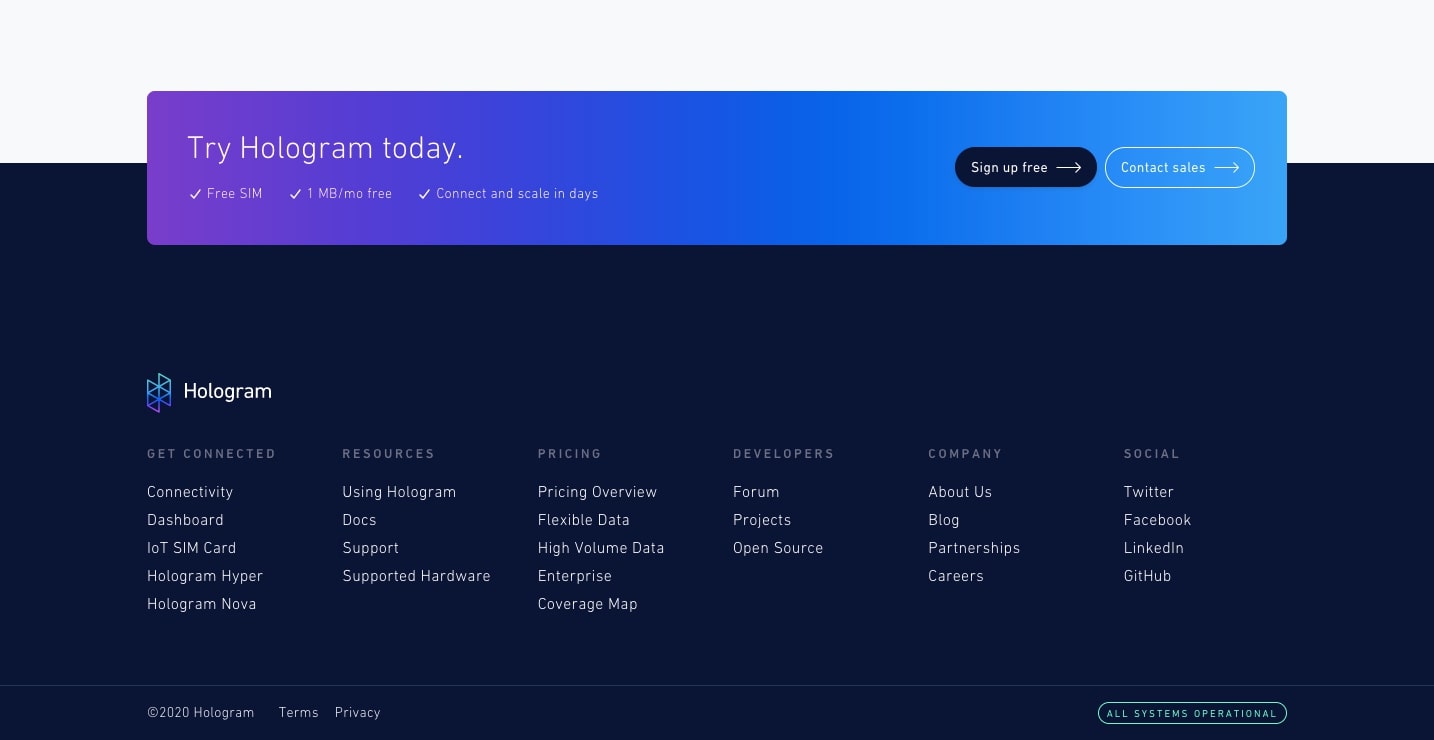 Try Hologram today.
Free SIM
1 MB/mo free
Connect and scale in days
Sign up free
Contact sales
Hologram
GET CONNECTED
Connectivity
Dashboard
IoT SIM Card
Hologram Hyper
Hologram Nova
RESOURCES
Using Hologram
Docs
Support
Supported Hardware
PRICING
Pricing Overview
Flexible Data
High Volume Data
Enterprise
Coverage Map
DEVELOPERS
Forum
Projects
Open Source
COMPANY
About Us
Blog
Partnerships
Careers
SOCIAL
Twitter
Facebook
LinkedIn
GitHub
©2020 Hologram
Terms
Privacy
ALL SYSTEMS OPERATIONAL